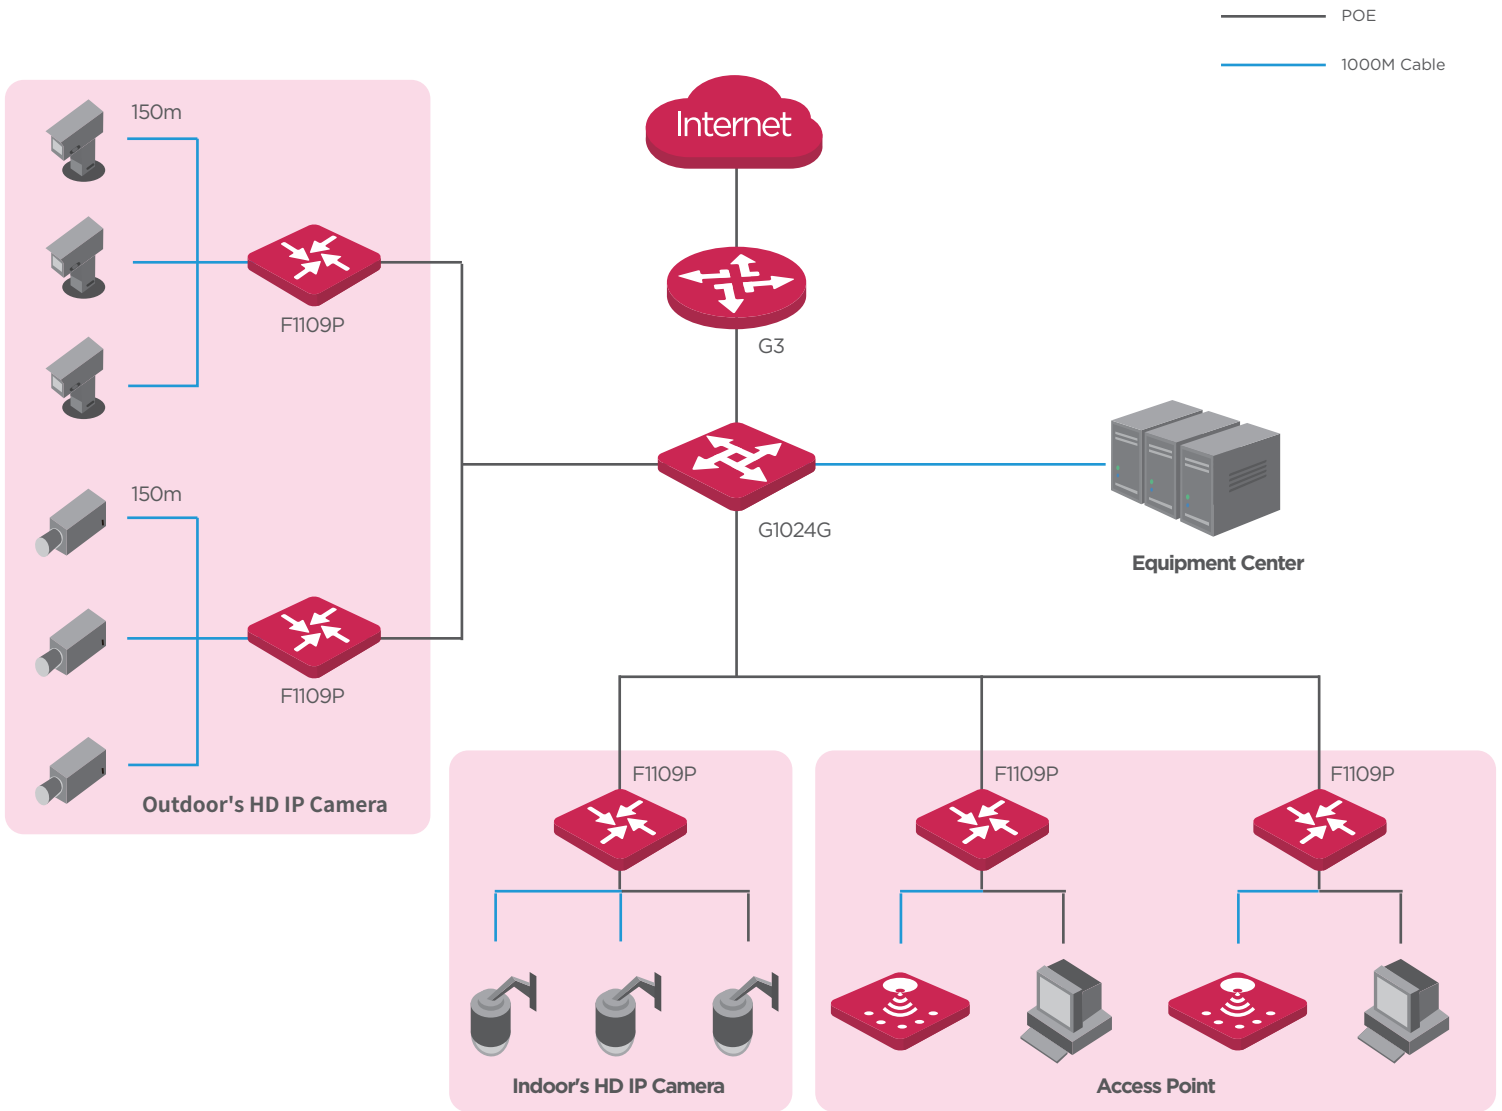 POE
1000M Cable
150m
Internet
F1109P
G3
150m
G1024G
Equipment Center
F1109P
Outdoor's HD IP Camera
F1109P
F1109P
F1109P
Indoor's HD IP Camera
Access Point